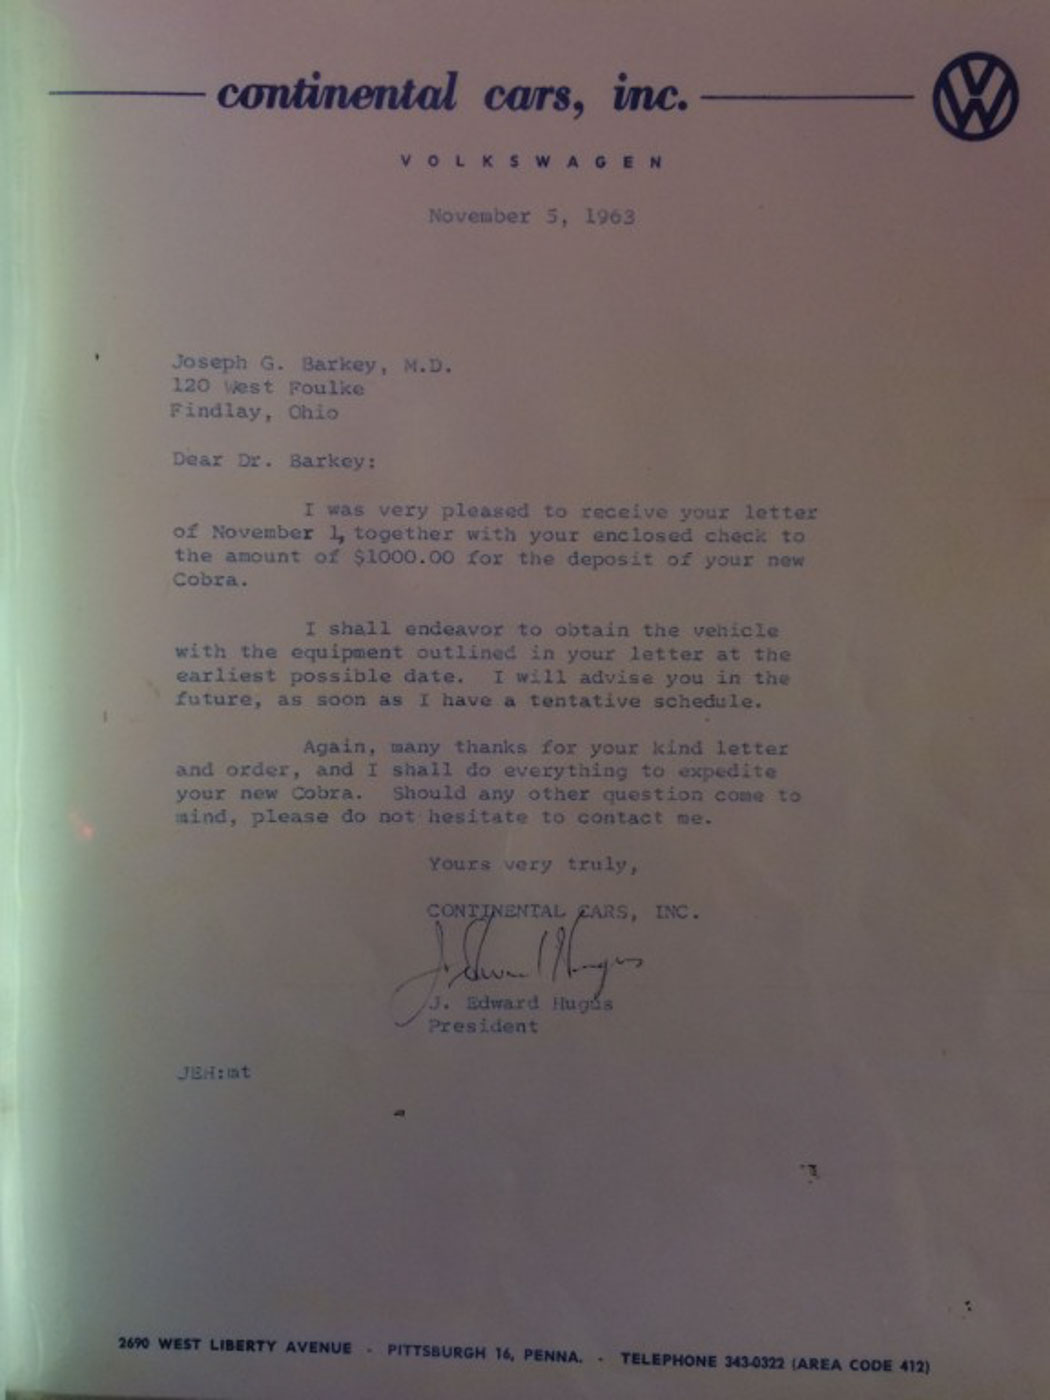 continental cars, inc.
VOLKSWAGEN
November 5, 1963
Joseph G. Barkey, M.D.
120 West Foulke
Findlay, Ohio
Dear Dr. Barkey:
I was very pleased to receive your letter
of November 1, together with your enclosed check to
the amount of $1000.00 for the deposit of your new
Cobra.
I shall endeavor to obtain the vehicle
with the equipment outlined in your letter at the
earliest possible date. I will advise you in the
future, as soon as I have a tentative schedule.
Again, many thanks for your kind letter
and order, and I shall do everything to expedite
your new Cobra. Should any other question come to
mind, please do not hesitate to contact me.
Yours very truly,
CONTINENTAL CARS, INC.
J. Edward Hugus
J. Edward Hugus
President
JEH:mt
2690 WEST LIBERTY AVENUE - PITTSBURGH 16, PENNA. - TELEPHONE 343-0322 (AREA CODE 412)